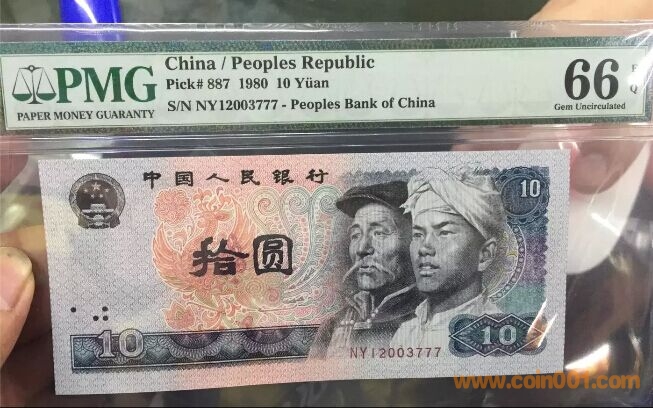 PMG
PAPER MONEY GUARANTY
China / Peoples Republic
Pick# 887 1980 10 Yüan
S/N NY12003777 - Peoples Bank of China
66 E
P
Q
Gem Uncirculated
中国人民银行
10
拾圆
10
10
NY12003777
www.coin001.com